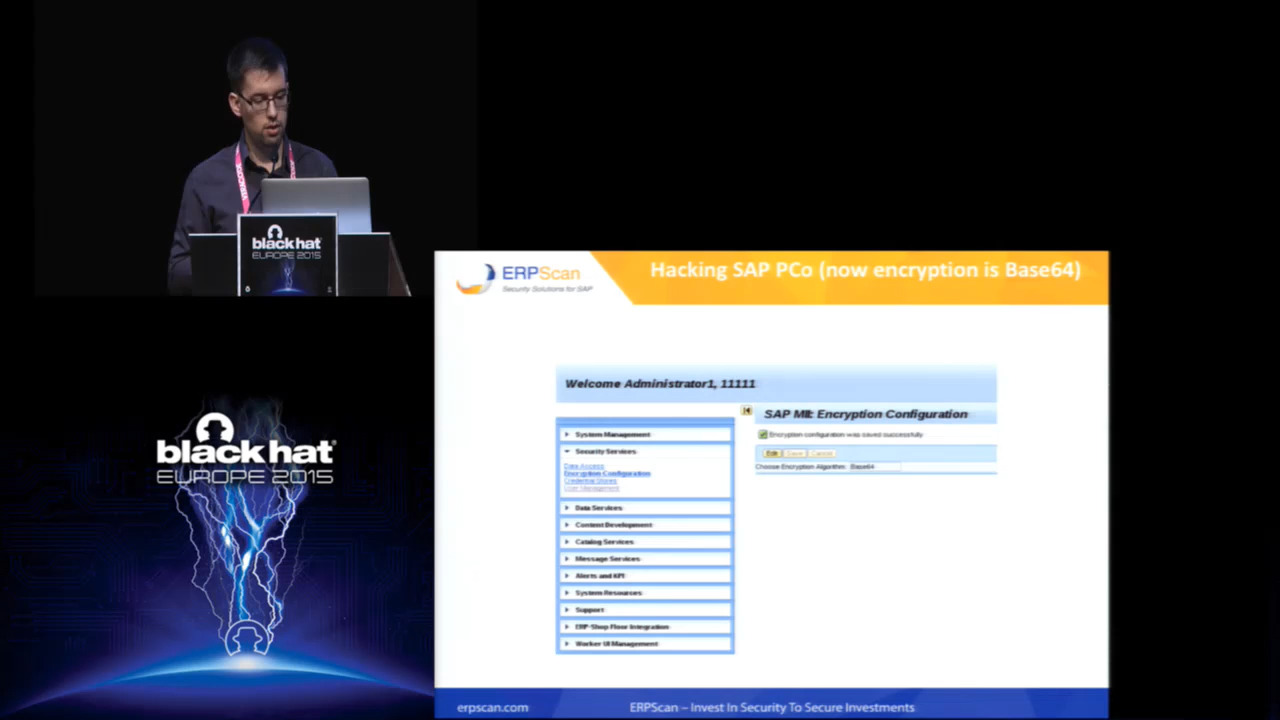 black hat
EUROPE 2015
black hat
EUROPE 2015
ERPScan
Security Solutions for SAP
Hacking SAP PCo (now encryption is Base64)
Welcome Administrator1, 11111
System Management
Security Services
Data Access
Encryption Configuration
Credential Stores
User Management
Data Services
Content Development
Catalog Services
Message Services
Alerts and KPI
System Resources
Support
ERP-Shop Floor Integration
Worker UI Management
SAP MII: Encryption Configuration
Encryption configuration was saved successfully
Edit Save Cancel
Choose Encryption Algorithm: Base64
erpscan.com
ERPScan – Invest In Security To Secure Investments